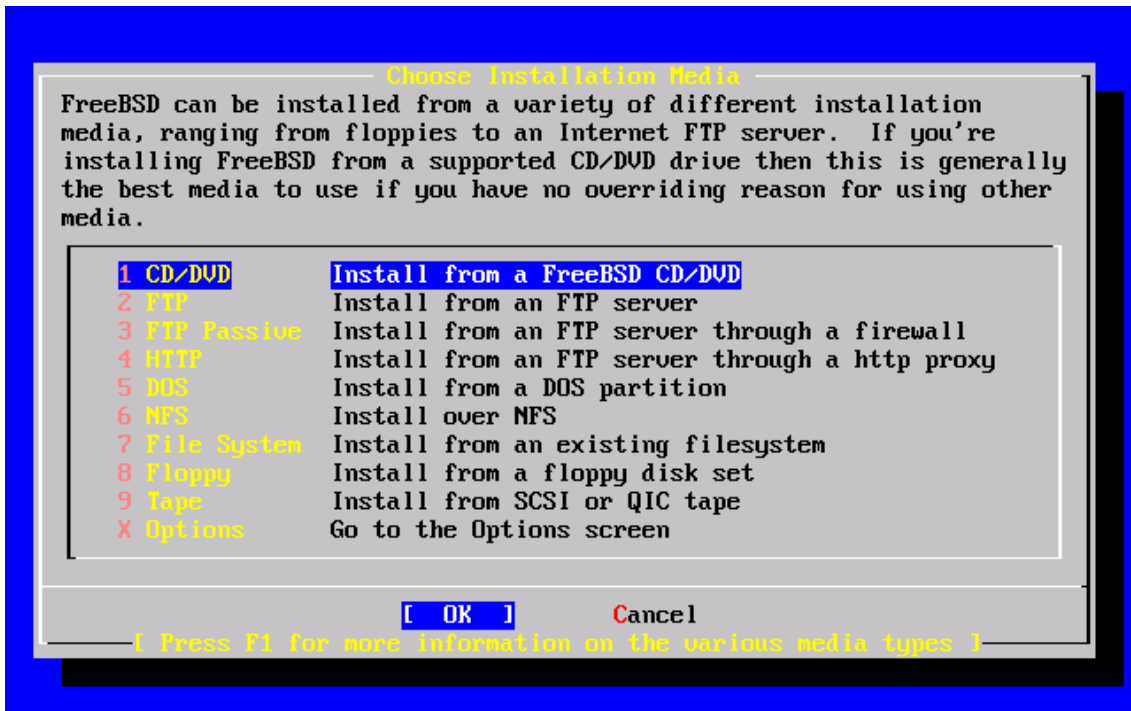 Choose Installation Media
FreeBSD can be installed from a variety of different installation
media, ranging from floppies to an Internet FTP server.  If you're
installing FreeBSD from a supported CD/DVD drive then this is generally
the best media to use if you have no overriding reason for using other
media.
1 CD/DVD Install from a FreeBSD CD/DVD
2 FTP Install from an FTP server
3 FTP Passive Install from an FTP server through a firewall
4 HTTP Install from an FTP server through a http proxy
5 DOS Install from a DOS partition
6 NFS Install over NFS
7 File System Install from an existing filesystem
8 Floppy Install from a floppy disk set
9 Tape Install from SCSI or QIC tape
X Options Go to the Options screen
[ OK ] Cancel
[ Press F1 for more information on the various media types ]